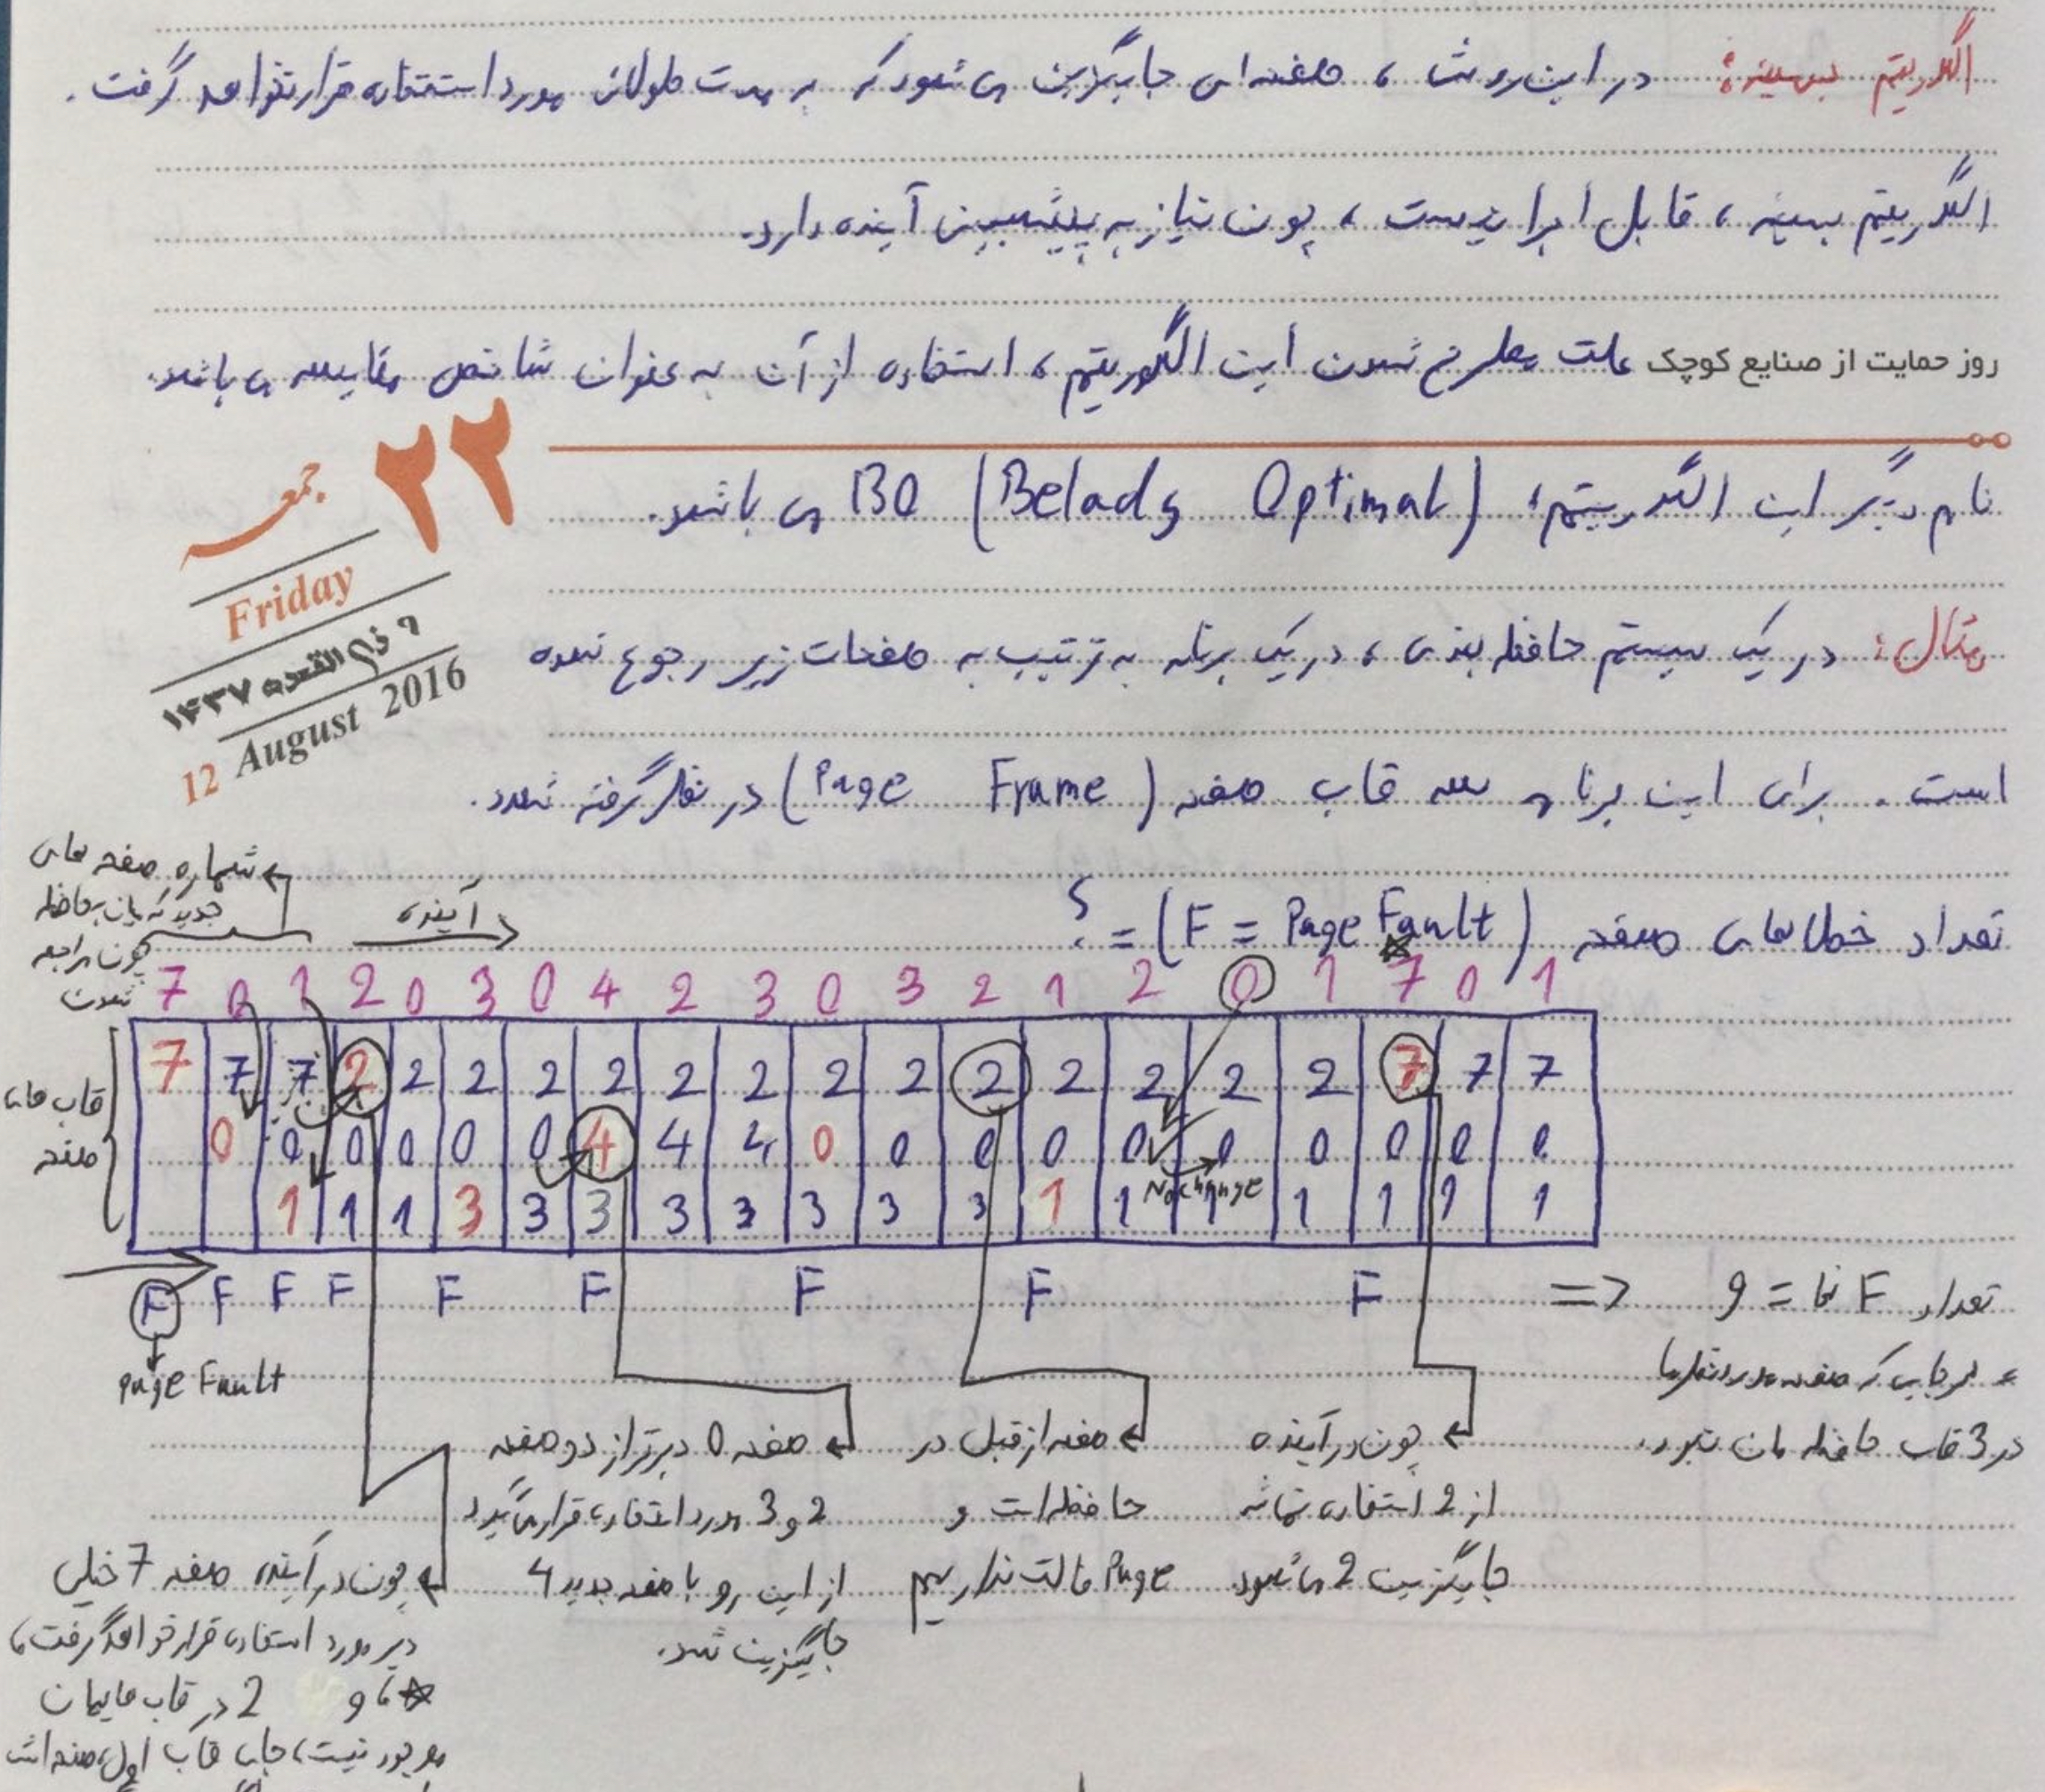 الگوریتم بهینه: در این روش، صفحه‌ای جایگزین می‌شود که به مدت طولانی مورد استفاده قرار نخواهد گرفت.
الگوریتم بهینه، قابل اجرا نیست، چون نیاز به پیش‌بینی آینده دارد.
روز حمایت از صنایع کوچک
علت مطرح شدن این الگوریتم، استفاده از آن به عنوان شاخص مقایسه می‌باشد.
۲۲
جمعه
Friday
۹ ذی القعده ۱۴۳۷
12 August 2016
نام دیگر این الگوریتم، (Belady Optimal) BO می باشد.
مثال: در یک سیستم حافظه بندی، در یک برنامه به ترتیب به صفحات زیر رجوع شده
است. برای این برنامه سه قاب صفحه (Page Frame) در نظر گرفته شده.
شماره صفحه های
جدید که به حافظه
مراجعه
شدن
آینده
تعداد خطاهای صفحه (F = Page Fault) = ؟
7 0 1 2 0 3 0 4 2 3 0 3 2 1 2 0 1 7 0 1
قاب های
صفحه
7 7 7 2 2 2 2 2 2 2 2 2 2 2 2 2 2 7 7 7
0 0 0 0 0 0 4 4 4 0 0 0 0 0 0 0 0 0 0
1 1 1 3 3 3 3 3 3 3 3 1 1 1 1 1 1 1
No change
F F F F F F F F F
تعداد F ها = 9
Page Fault
هرجایی که صفحه مورد نظر ما
در 3 قاب حافظه مان نبود.
چون در آینده
از 2 استفاده نمی‌شه
جایگزین 2 می‌شود
صفحه از قبل در
حافظه است و
Page فالت نداریم
صفحه 0 دیرتر از دو صفحه
2 و 3 مورد استفاده قرار می‌گیرد
از این رو با صفحه جدید 4
جایگزین شد.
چون در آینده صفحه 7 خیلی
دیر مورد استفاده قرار خواهد گرفت،
و 2 در قاب هایمان
موجود نیست، جای قاب اول صفحه است